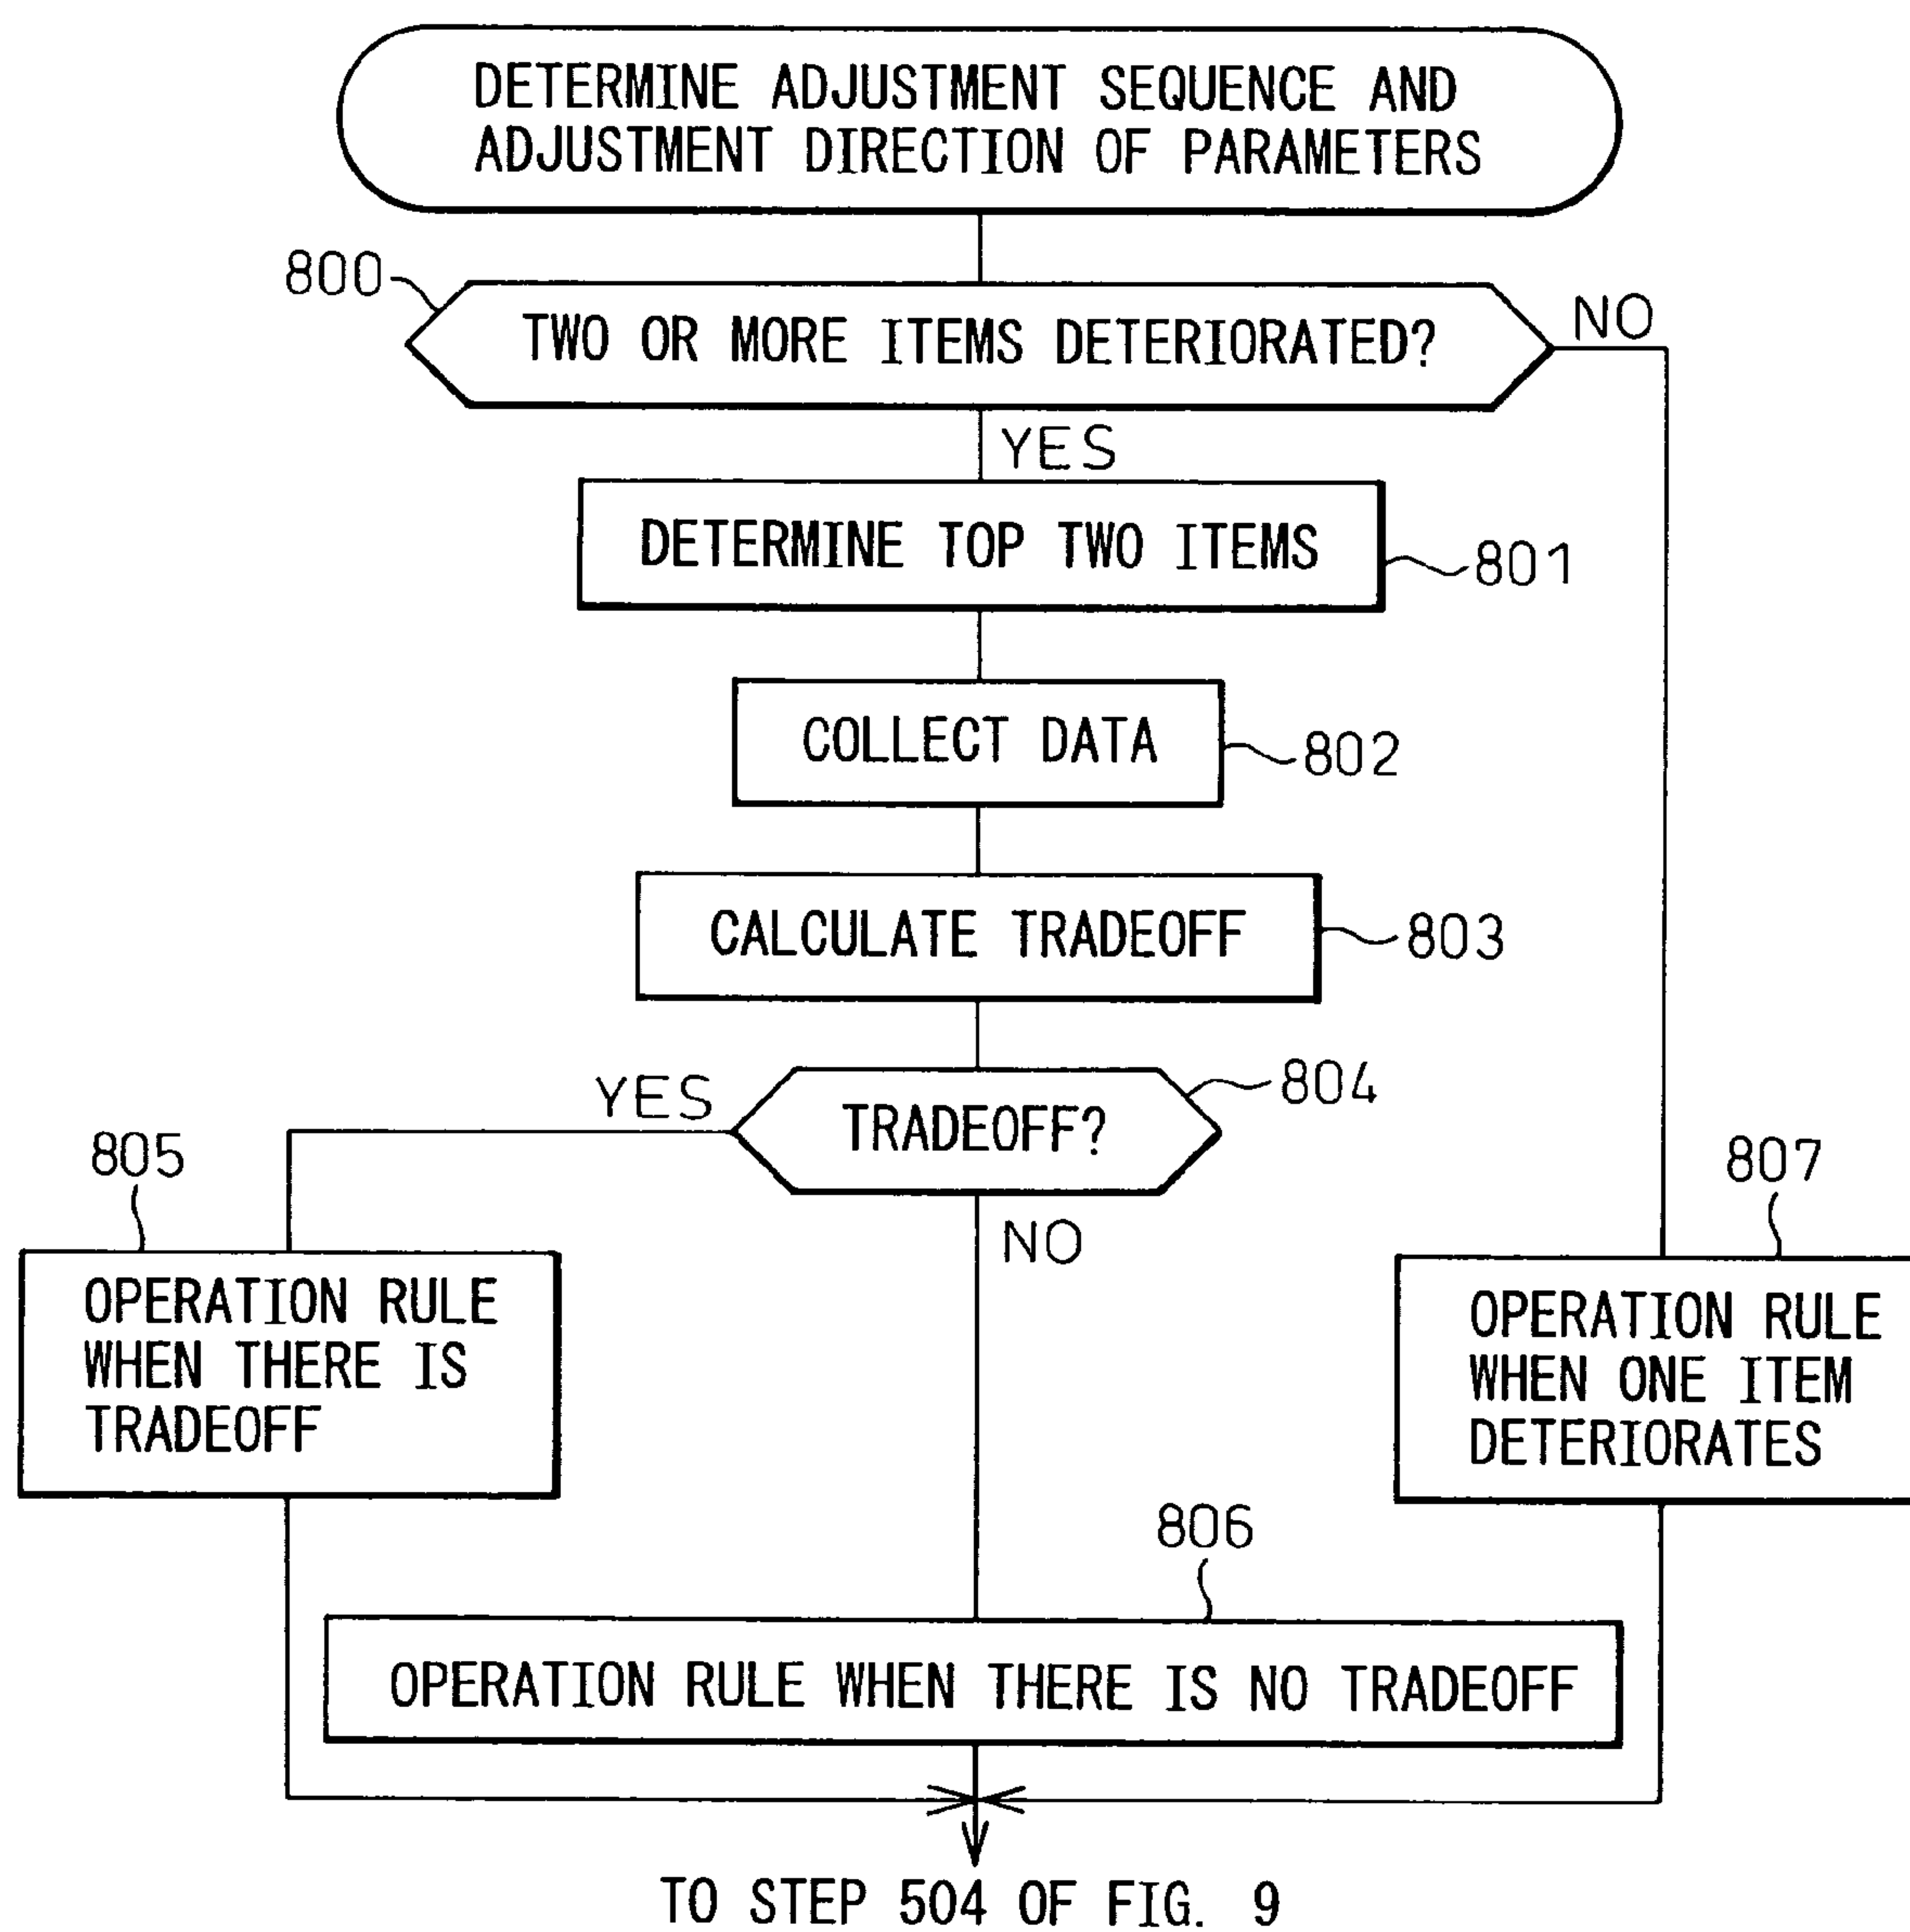 DETERMINE ADJUSTMENT SEQUENCE AND
ADJUSTMENT DIRECTION OF PARAMETERS
800
TWO OR MORE ITEMS DETERIORATED?
NO
YES
DETERMINE TOP TWO ITEMS
801
COLLECT DATA
802
CALCULATE TRADEOFF
803
YES
TRADEOFF?
804
805
NO
807
OPERATION RULE
WHEN THERE IS
TRADEOFF
OPERATION RULE
WHEN ONE ITEM
DETERIORATES
806
OPERATION RULE WHEN THERE IS NO TRADEOFF
TO STEP 504 OF FIG. 9